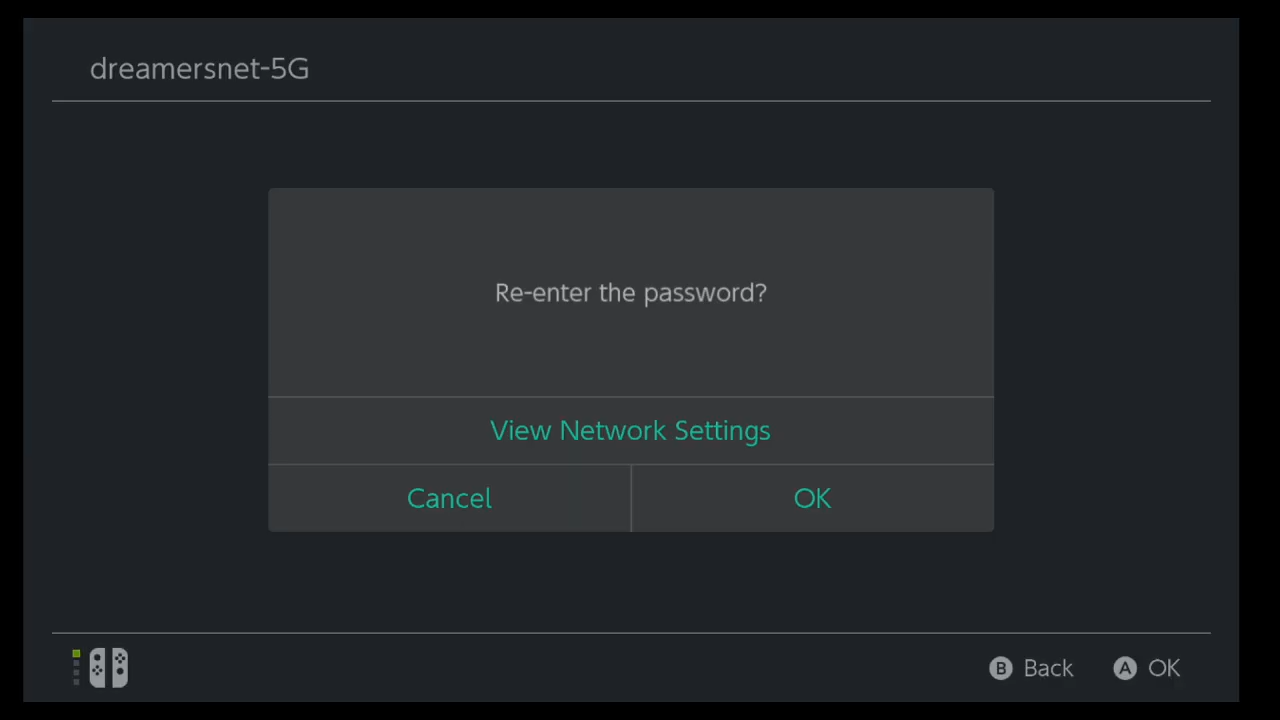 dreamersnet-5G
Re-enter the password?
View Network Settings
Cancel
OK
B Back
A OK